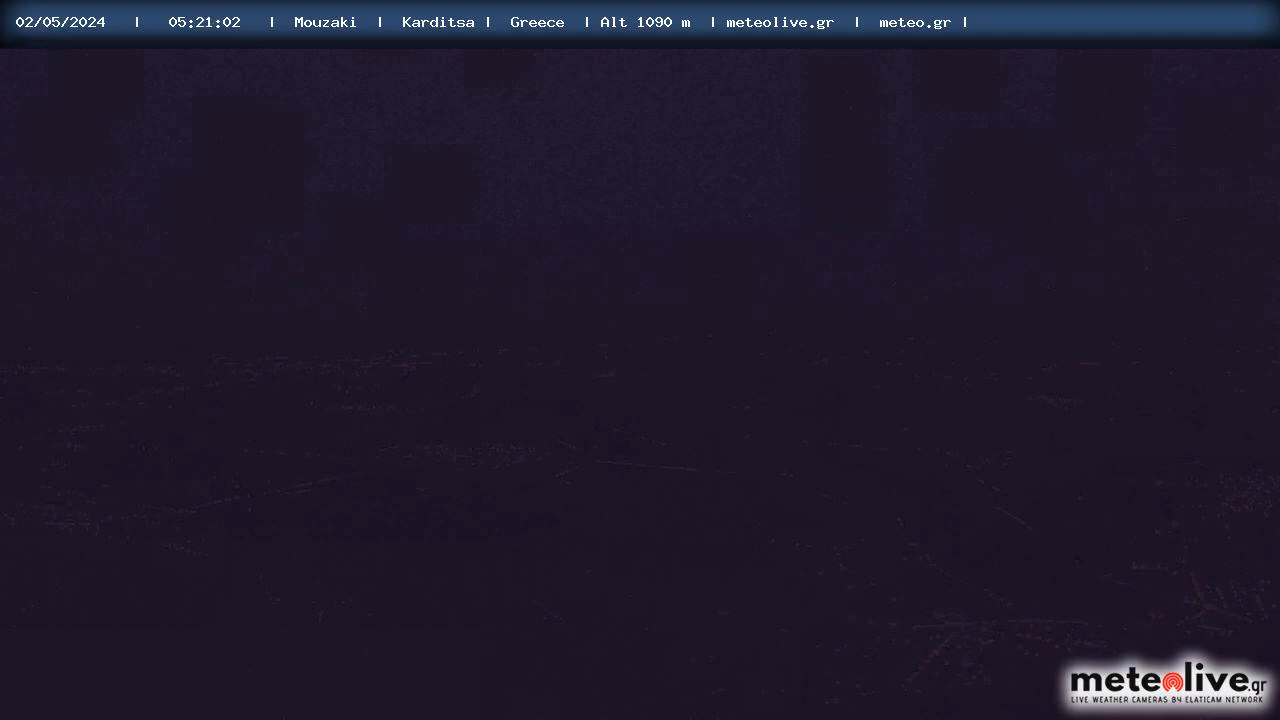 02/05/2024 | 05:21:02 | Mouzaki | Karditsa | Greece | Alt 1090 m | meteolive.gr | meteo.gr |
meteolive.gr
LIVE WEATHER CAMERAS BY ELATICAM NETWORK